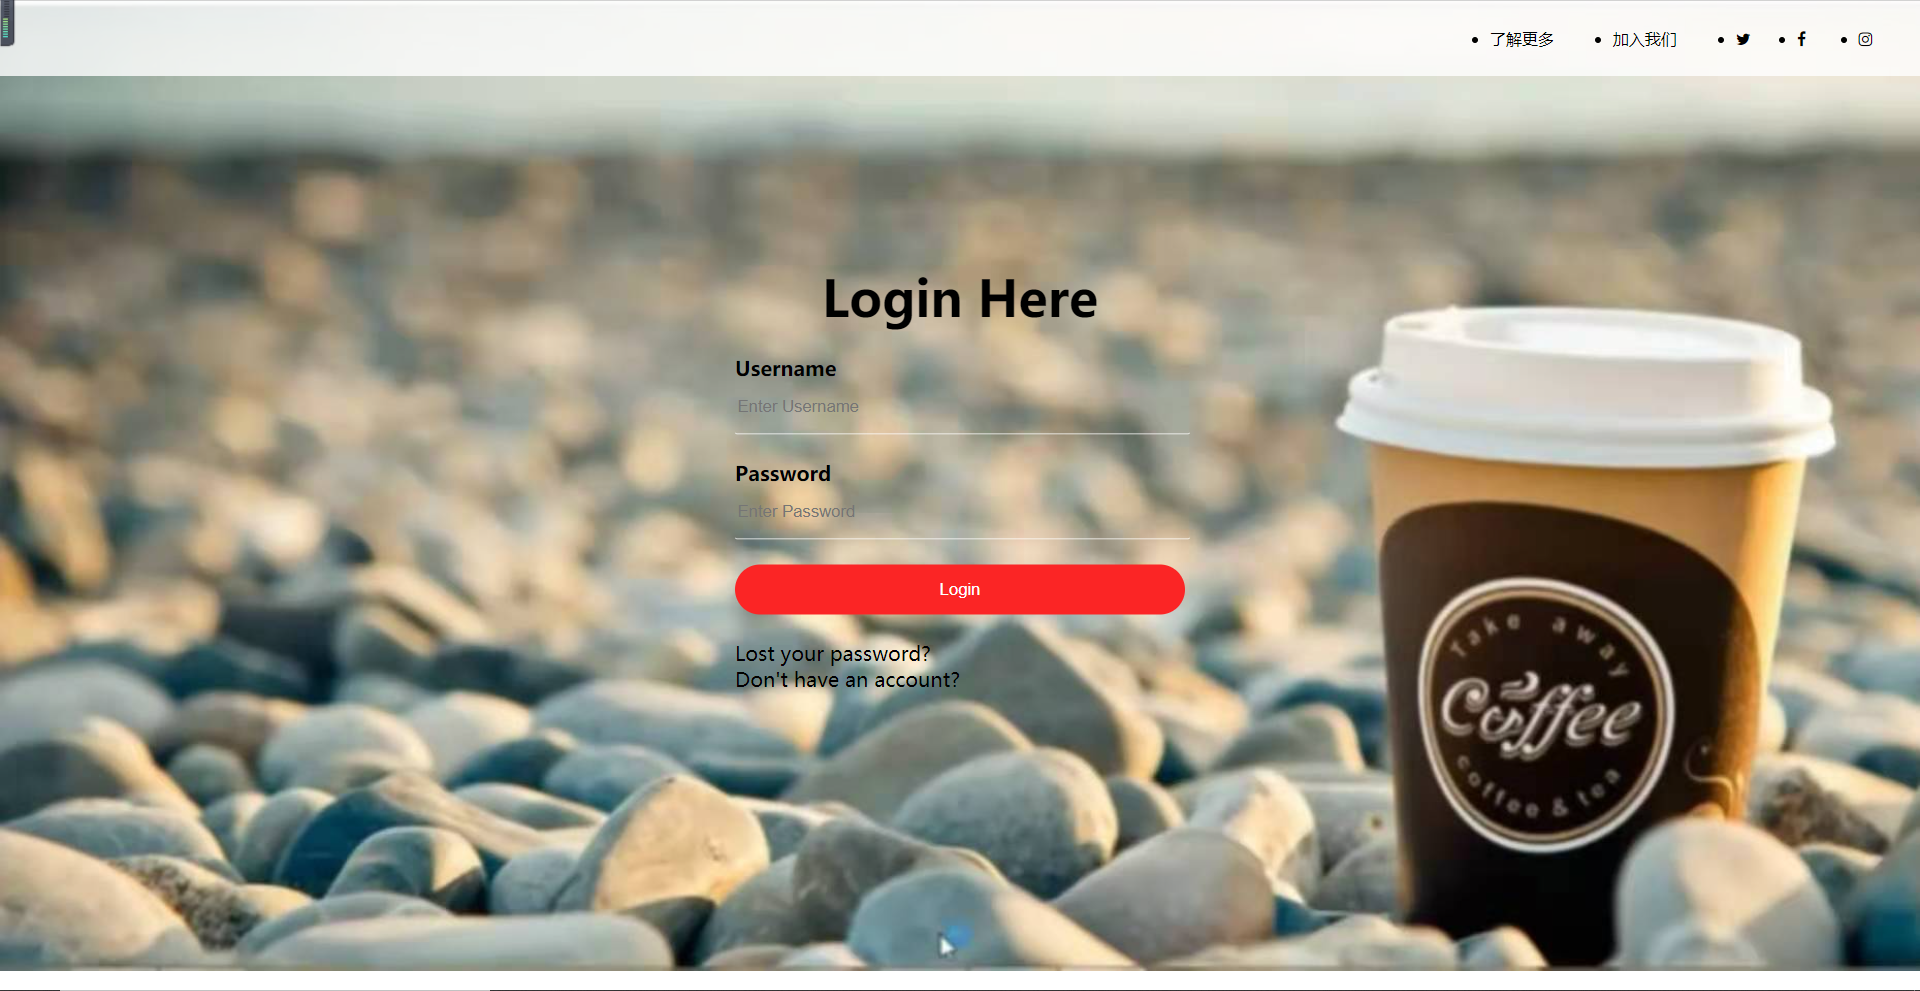 了解更多
加入我们
Login Here
Username
Enter Username
Password
Enter Password
Login
Lost your password?
Don't have an account?
Take away
Coffee
coffee & tea